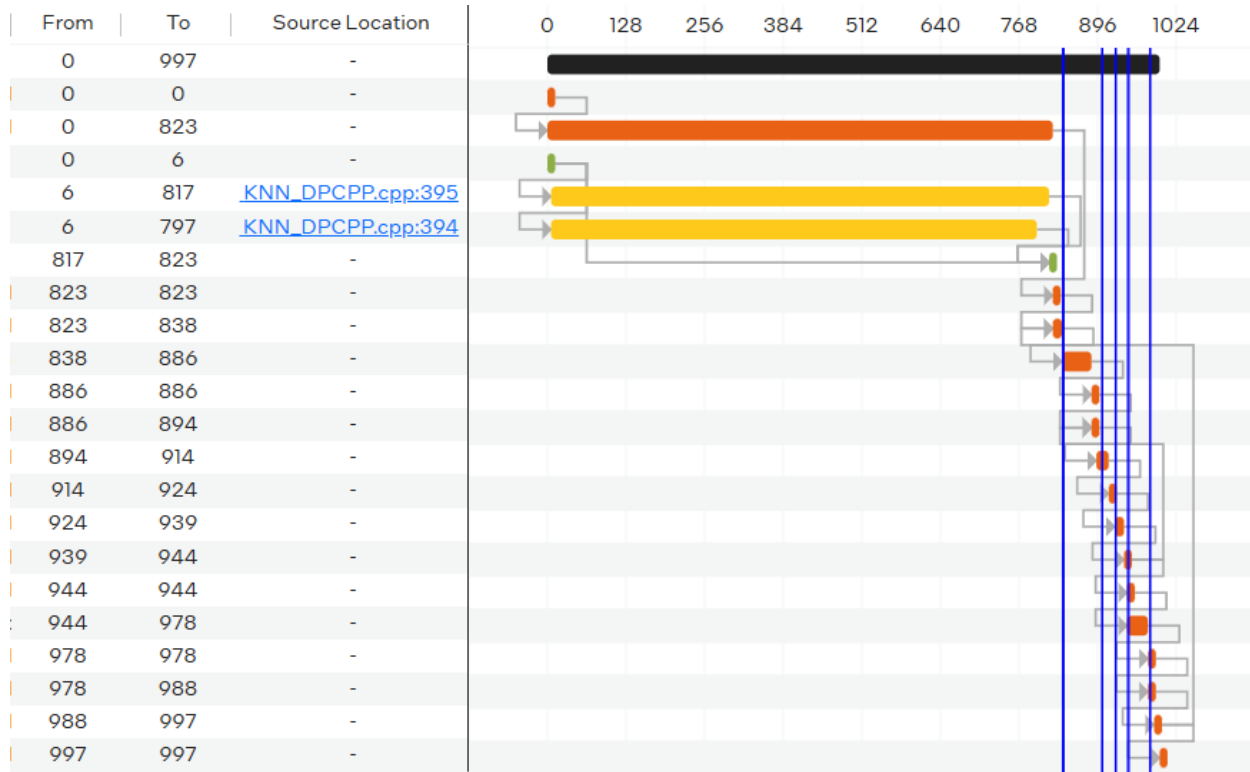 From To Source Location 0 128 256 384 512 640 768 896 1024
0 997 -
0 0 -
0 823 -
0 6 -
6 817 KNN_DPCPP.cpp:395
6 797 KNN_DPCPP.cpp:394
817 823 -
823 823 -
823 838 -
838 886 -
886 886 -
886 894 -
894 914 -
914 924 -
924 939 -
939 944 -
944 944 -
944 978 -
978 978 -
978 988 -
988 997 -
997 997 -